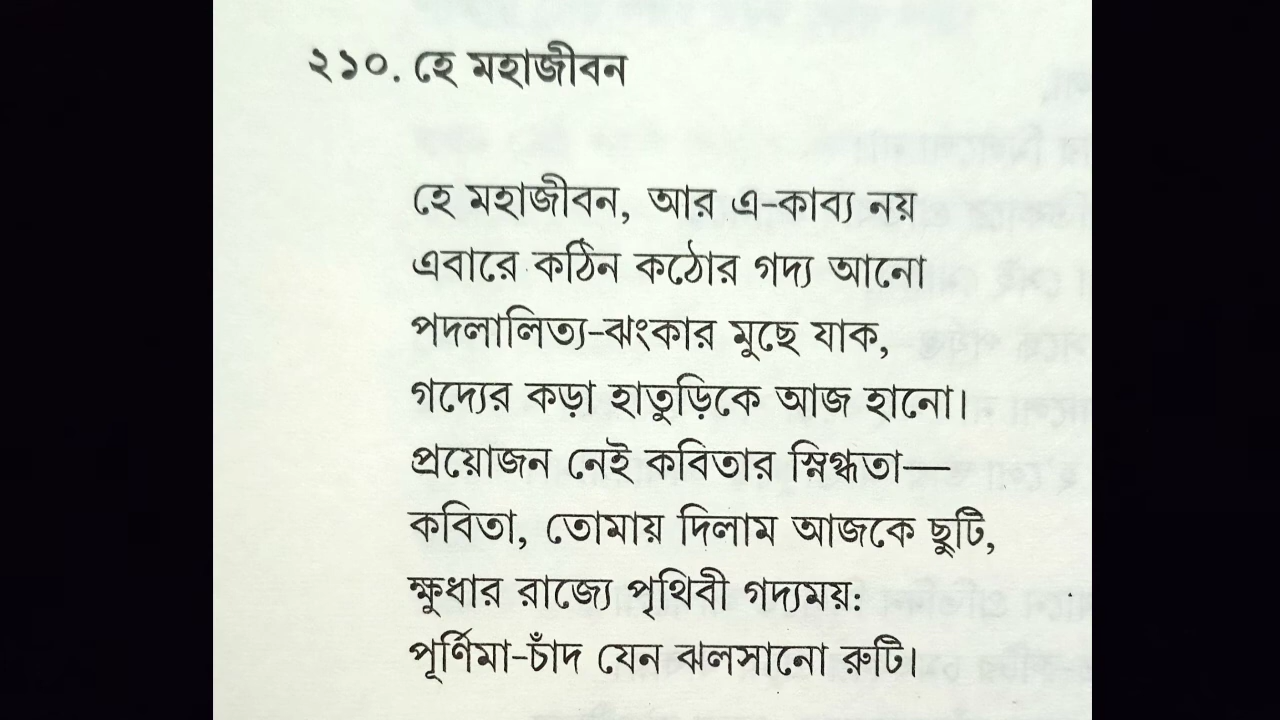 ২১০. হে মহাজীবন
হে মহাজীবন, আর এ-কাব্য নয়
এবারে কঠিন কঠোর গদ্য আনো
পদলালিত্য-ঝংকার মুছে যাক,
গদ্যের কড়া হাতুড়িকে আজ হানো।
প্রয়োজন নেই কবিতার স্নিগ্ধতা—
কবিতা, তোমায় দিলাম আজকে ছুটি,
ক্ষুধার রাজ্যে পৃথিবী গদ্যময়:
পূর্ণিমা-চাঁদ যেন ঝলসানো রুটি।